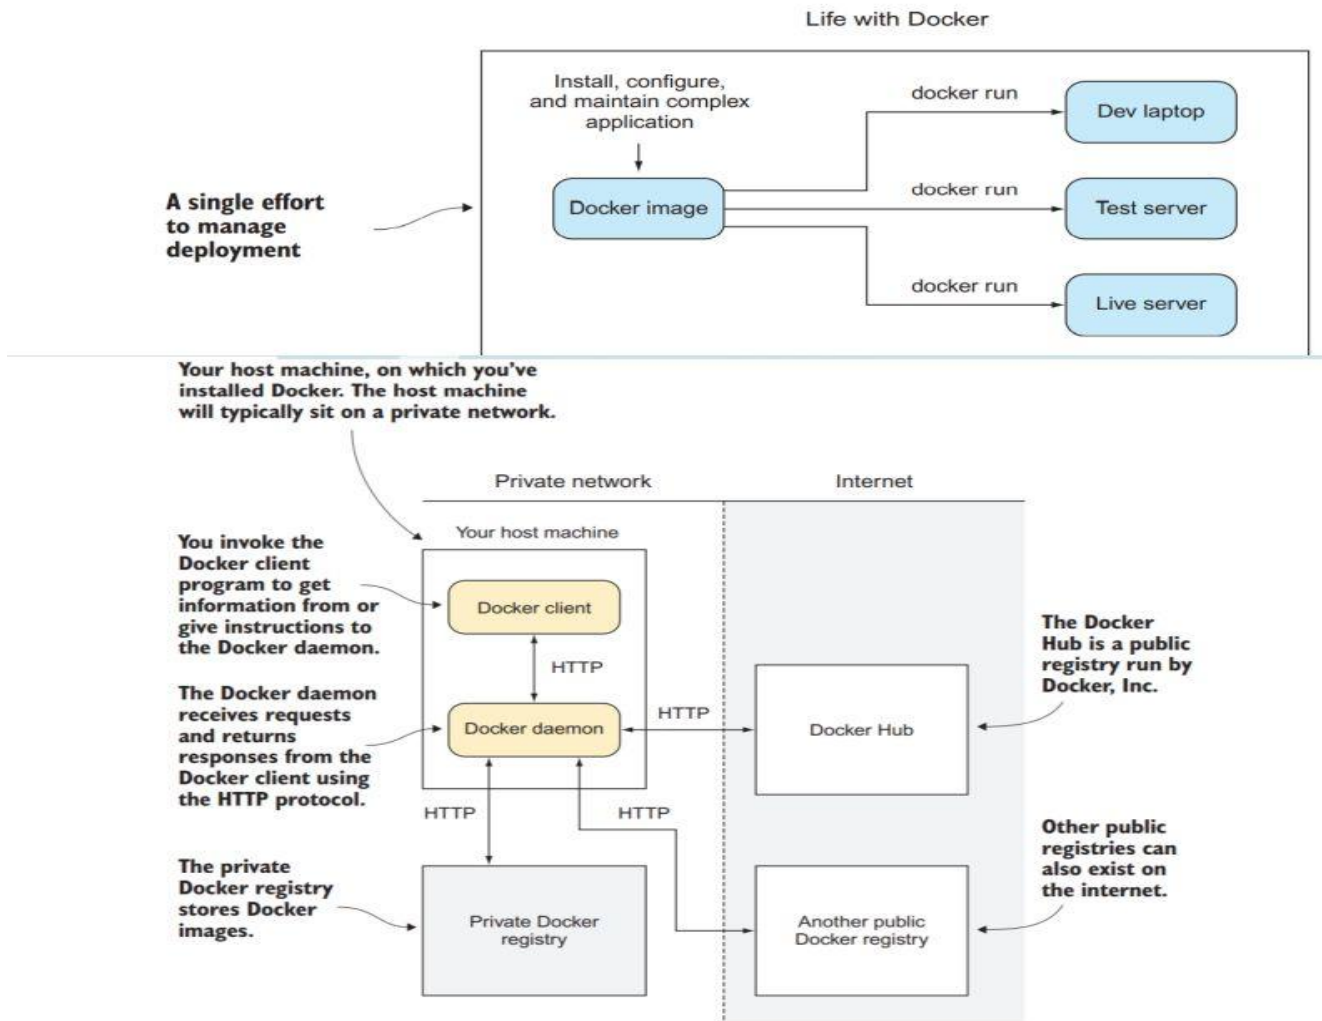 Life with Docker
Install, configure,
and maintain complex
application
docker run
Dev laptop
A single effort
to manage
deployment
Docker image
docker run
Test server
docker run
Live server
Your host machine, on which you've
installed Docker. The host machine
will typically sit on a private network.
Private network
Internet
Your host machine
You invoke the
Docker client
program to get
information from or
give instructions to
the Docker daemon.
Docker client
HTTP
The Docker daemon
receives requests
and returns
responses from the
Docker client using
the HTTP protocol.
Docker daemon
HTTP
Docker Hub
The Docker
Hub is a public
registry run by
Docker, Inc.
HTTP
HTTP
The private
Docker registry
stores Docker
images.
Private Docker
registry
Another public
Docker registry
Other public
registries can
also exist on
the internet.